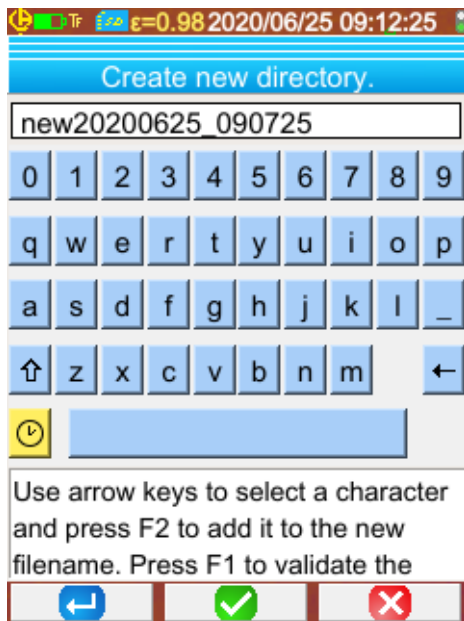 TF SD ε=0.98 2020/06/25 09:12:25
Create new directory.
new20200625_090725
0 1 2 3 4 5 6 7 8 9
q w e r t y u i o p
a s d f g h j k l _
⇧ z x c v b n m ←
Use arrow keys to select a character
and press F2 to add it to the new
filename. Press F1 to validate the